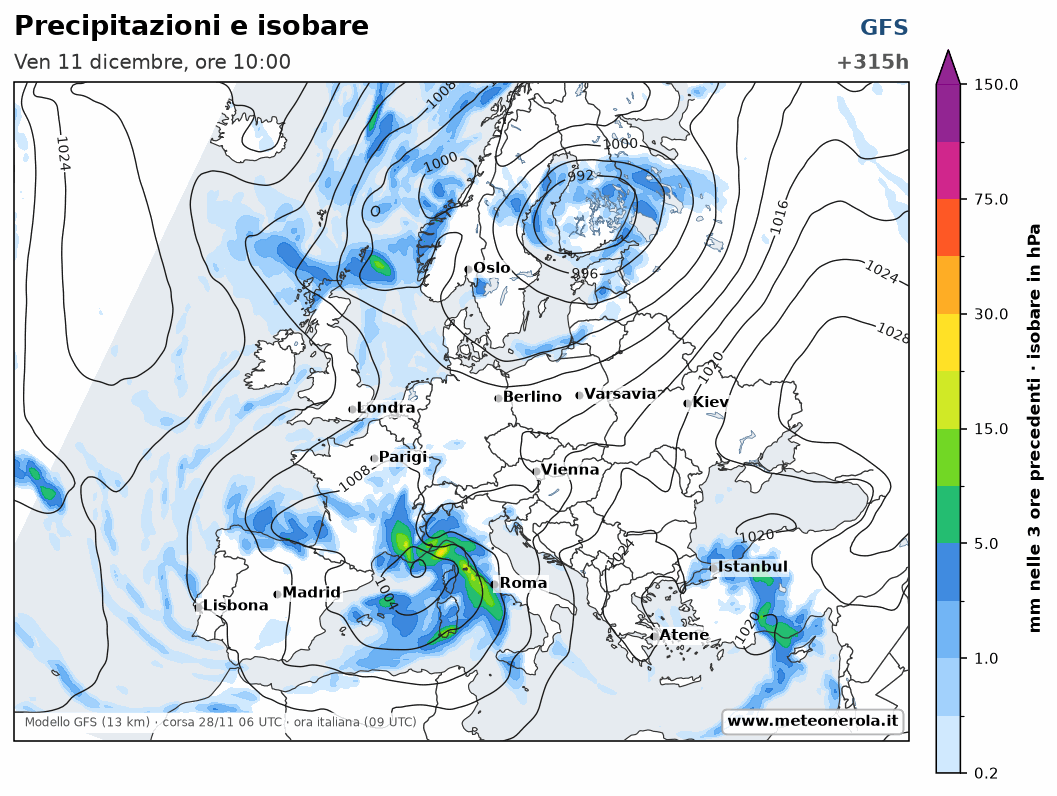 Precipitazioni e isobare
GFS
Ven 11 dicembre, ore 10:00
+315h
150.0
75.0
30.0
15.0
5.0
1.0
0.2
mm nelle 3 ore precedenti · isobare in hPa
1008
1024
1000
1000
992
1016
Oslo
996
1024
1028
1020
Berlino
Varsavia
Kiev
Londra
Parigi
Vienna
1008
1020
Istanbul
Roma
Madrid
1004
Lisbona
1020
Atene
Modello GFS (13 km) · corsa 28/11 06 UTC · ora italiana (09 UTC)
www.meteonerola.it